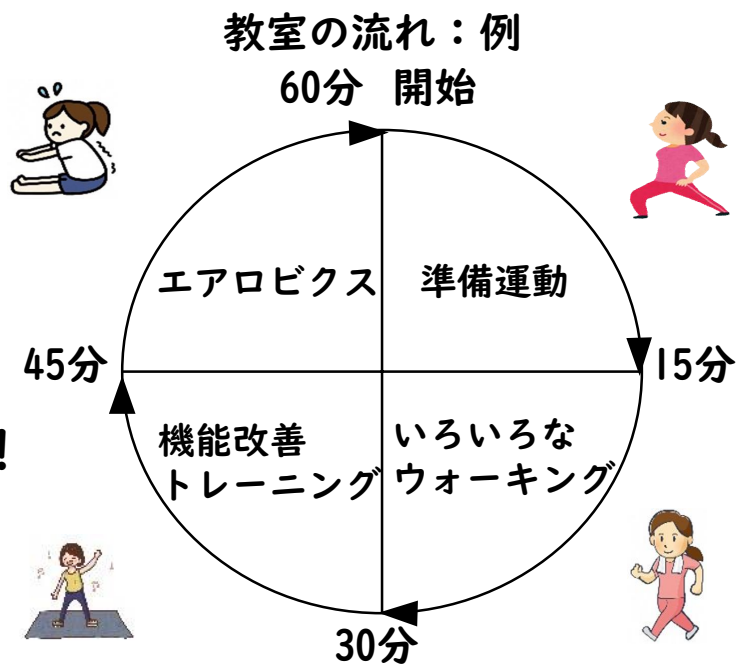 教室の流れ：例
60分 開始
エアロビクス
準備運動
45分
15分
!
機能改善
トレーニング
いろいろな
ウォーキング
30分